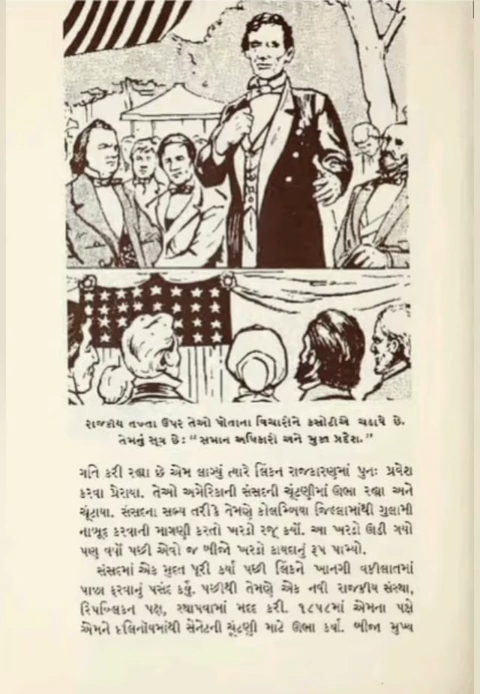 રાજકીય તખ્તા ઉપર તેઓ પોતાના વિચારોને કસોટીએ ચઢાવે છે.
તેમનું સૂત્ર છે: “સમાન અધિકારો અને મુક્ત પ્રદેશ.”
ગતિ કરી રહ્યા છે એમ લાગ્યું ત્યારે લિંકન રાજકારણમાં પુનઃ પ્રવેશ
કરવા પ્રેરાયા. તેઓ અમેરિકાની સંસદની ચૂંટણીમાં ઊભા રહ્યા અને
ચૂંટાયા. સંસદના સભ્ય તરીકે તેમણે કોલમ્બિયા જિલ્લામાંથી ગુલામી
નાબૂદ કરવાની માગણી કરતો ખરડો રજૂ કર્યો. આ ખરડો ઊઠી ગયો
પણ વર્ષો પછી એવો જ બીજો ખરડો કાયદાનું રૂપ પામ્યો.
સંસદમાં એક મુદત પૂરી કર્યા પછી લિંકને ખાનગી વકીલાતમાં
પાછા ફરવાનું પસંદ કર્યું. પછીથી તેમણે એક નવી રાજકીય સંસ્થા,
રિપબ્લિકન પક્ષ, સ્થાપવામાં મદદ કરી. ૧૮૫૮માં એમના પક્ષે
એમને ઇલિનૉયમાંથી સેનેટની ચૂંટણી માટે ઊભા કર્યા. બીજા મુખ્ય